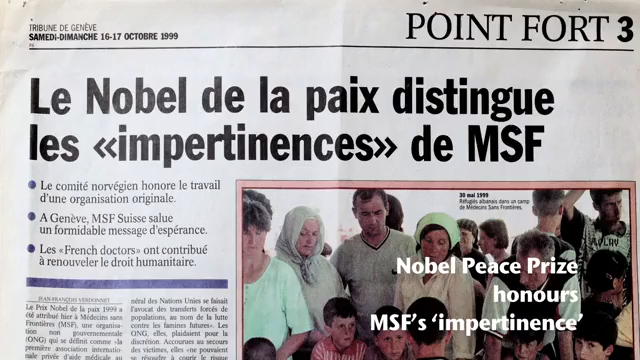 TRIBUNE DE GENÈVE
SAMEDI-DIMANCHE 16-17 OCTOBRE 1999
POINT FORT 3
Le Nobel de la paix distingue
les «impertinences» de MSF
Le comité norvégien honore le travail
d'une organisation originale.
A Genève, MSF Suisse salue
un formidable message d'espérance.
Les «French doctors» ont contribué
à renouveler le droit humanitaire.
30 mai 1999
Réfugiés albanais dans un camp
de Médecins Sans Frontières.
Nobel Peace Prize
honours
MSF's 'impertinence'
JEAN-FRANÇOIS VERDONNET
Le Prix Nobel de la paix 1999 a
été attribué hier à Médecins sans
Frontières (MSF), une organisa-
tion non gouvernementale
(ONG) qui se définit comme «la
première association interna-
tionale privée d'aide médicale au
néral des Nations Unies se faisait
l'avocat des transferts forcés de
populations, au nom de la lutte
contre les famines futures». Les
ONG, elles, plaidaient pour la
discrétion. Accourues au secours
des victimes, elles «ne pouvaient
se résoudre à courir le risque